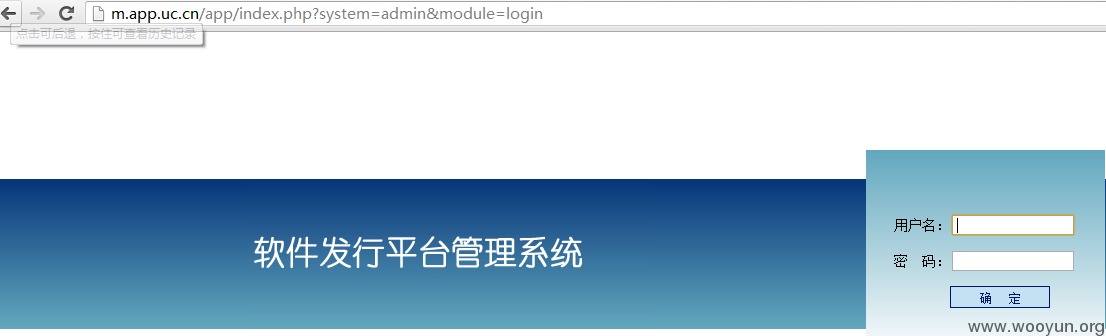 m.app.uc.cn/app/index.php?system=admin&module=login
点击可后退，按住可查看历史记录
软件发行平台管理系统
用户名：
密 码：
确 定
www.wooyun.org